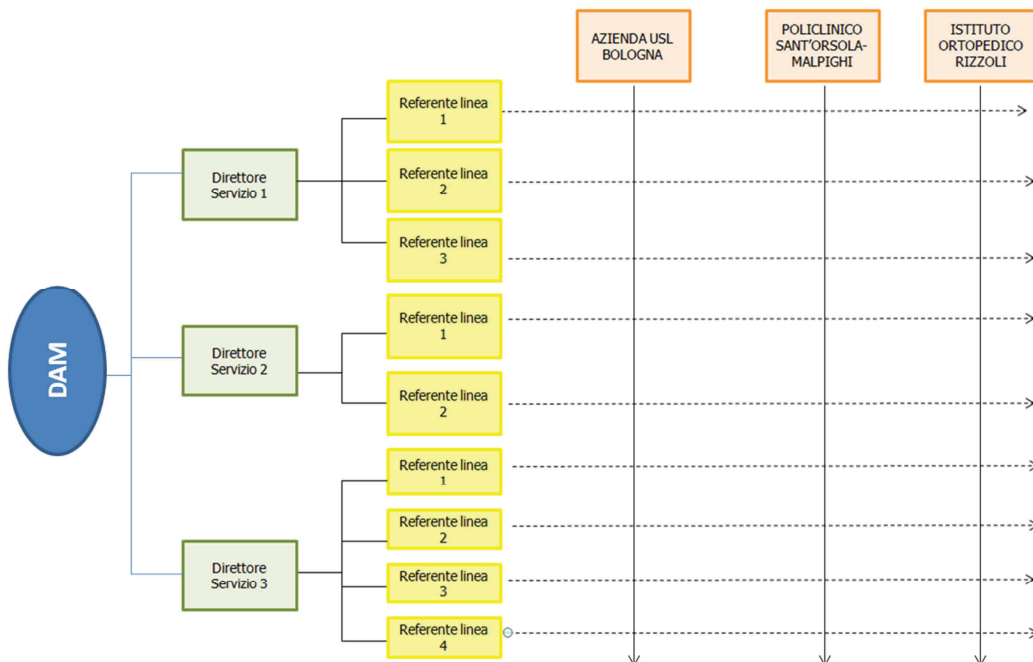 AZIENDA USL
BOLOGNA
POLICLINICO
SANT'ORSOLA-
MALPIGHI
ISTITUTO
ORTOPEDICO
RIZZOLI
DAM
Direttore
Servizio 1
Referente linea
1
Referente linea
2
Referente linea
3
Direttore
Servizio 2
Referente linea
1
Referente linea
2
Direttore
Servizio 3
Referente linea
1
Referente linea
2
Referente linea
3
Referente linea
4